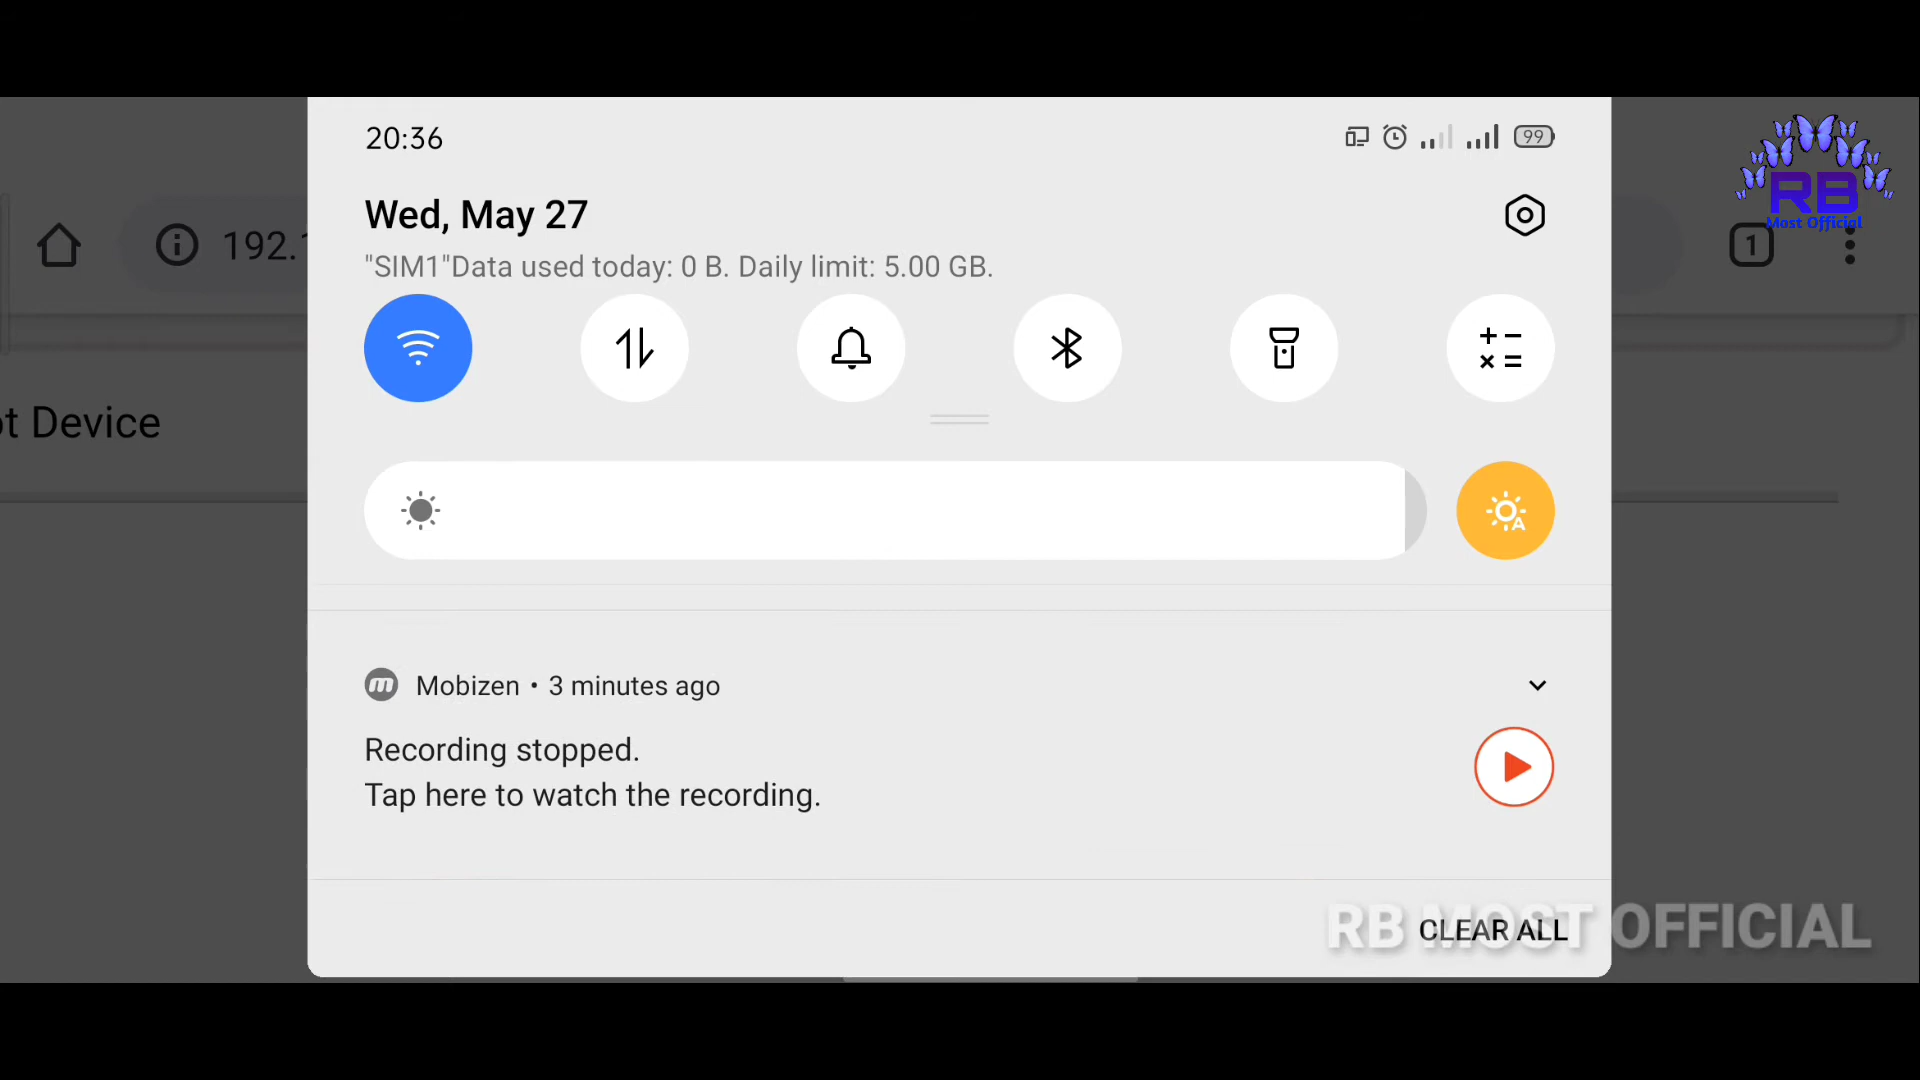 20:36
99
Wed, May 27
"SIM1"Data used today: 0 B. Daily limit: 5.00 GB.
192.1
1
RB
Most Official
ot Device
A
Mobizen • 3 minutes ago
Recording stopped.
Tap here to watch the recording.
CLEAR ALL
RB MOST OFFICIAL